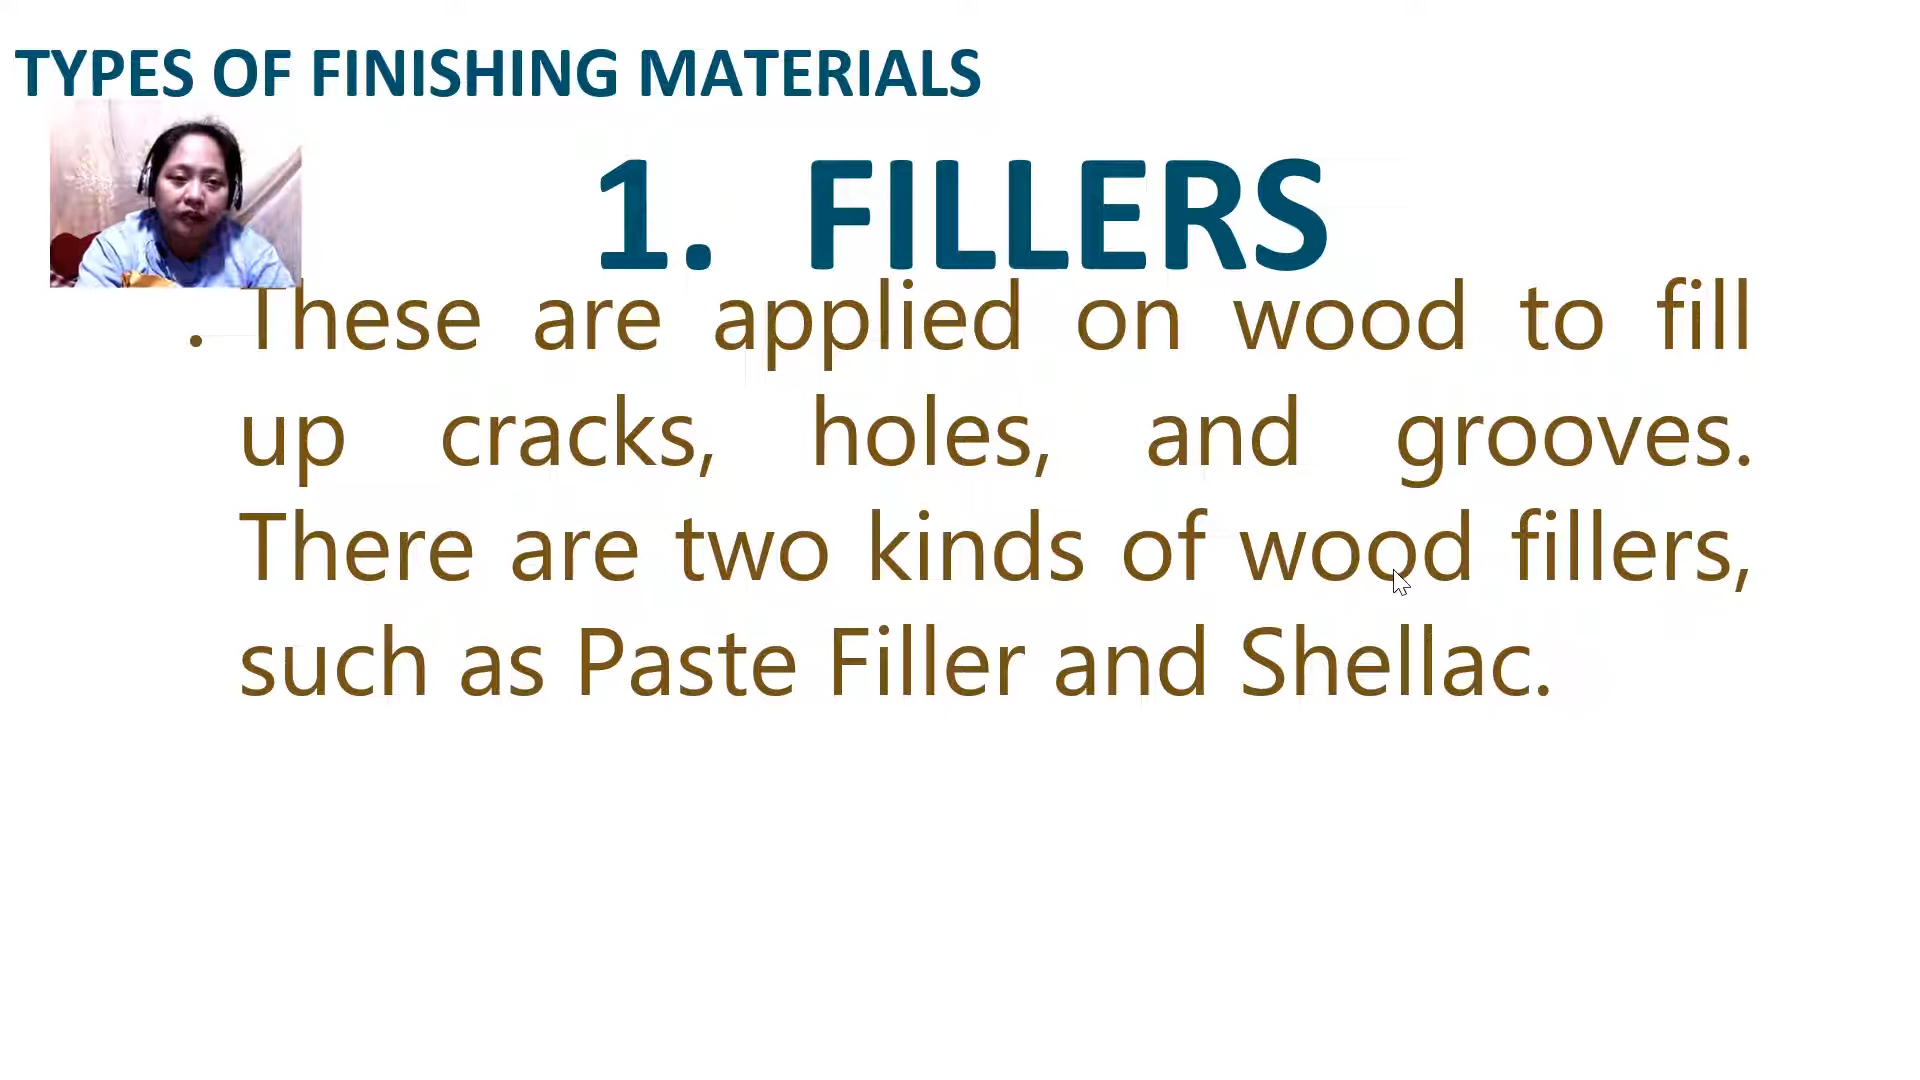 TYPES OF FINISHING MATERIALS
1. FILLERS
• These are applied on wood to fill
up cracks, holes, and grooves.
There are two kinds of wood fillers,
such as Paste Filler and Shellac.